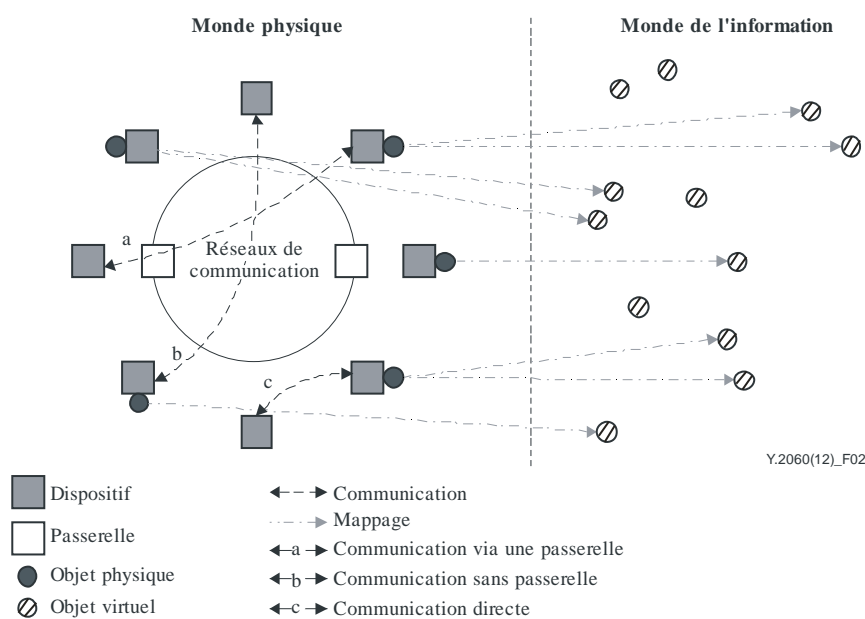 Monde physique
Monde de l'information
a
Réseaux de
communication
b
c
Y.2060(12)_F02
Dispositif
Passerelle
Objet physique
Objet virtuel
Communication
Mappage
a Communication via une passerelle
b Communication sans passerelle
c Communication directe